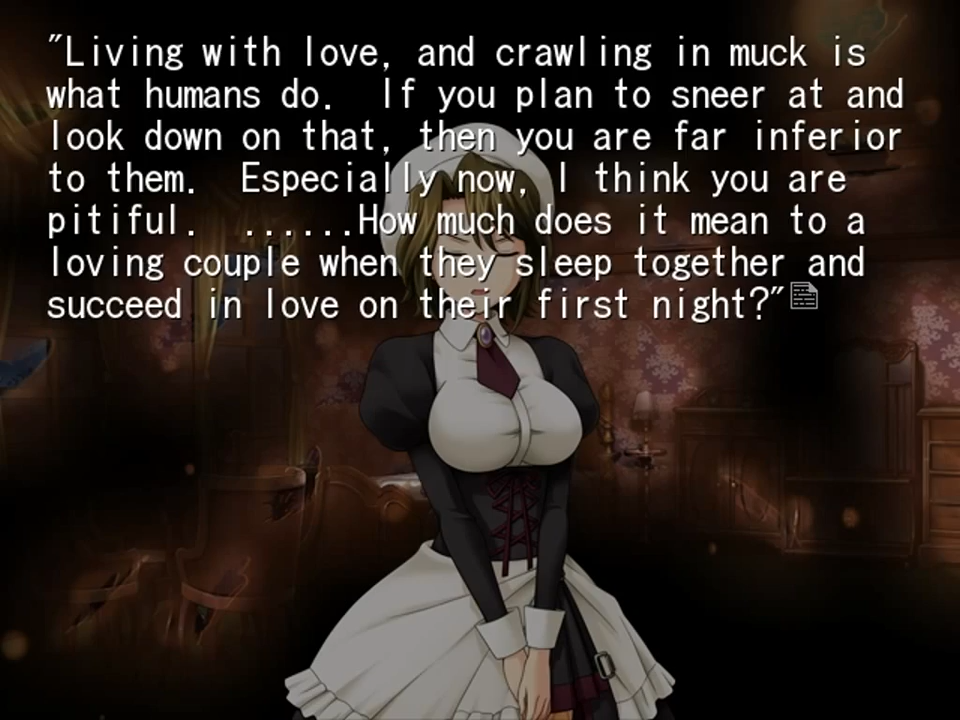 "Living with love, and crawling in muck is
what humans do.  If you plan to sneer at and
look down on that, then you are far inferior
to them.  Especially now, I think you are
pitiful.  ......How much does it mean to a
loving couple when they sleep together and
succeed in love on their first night?"